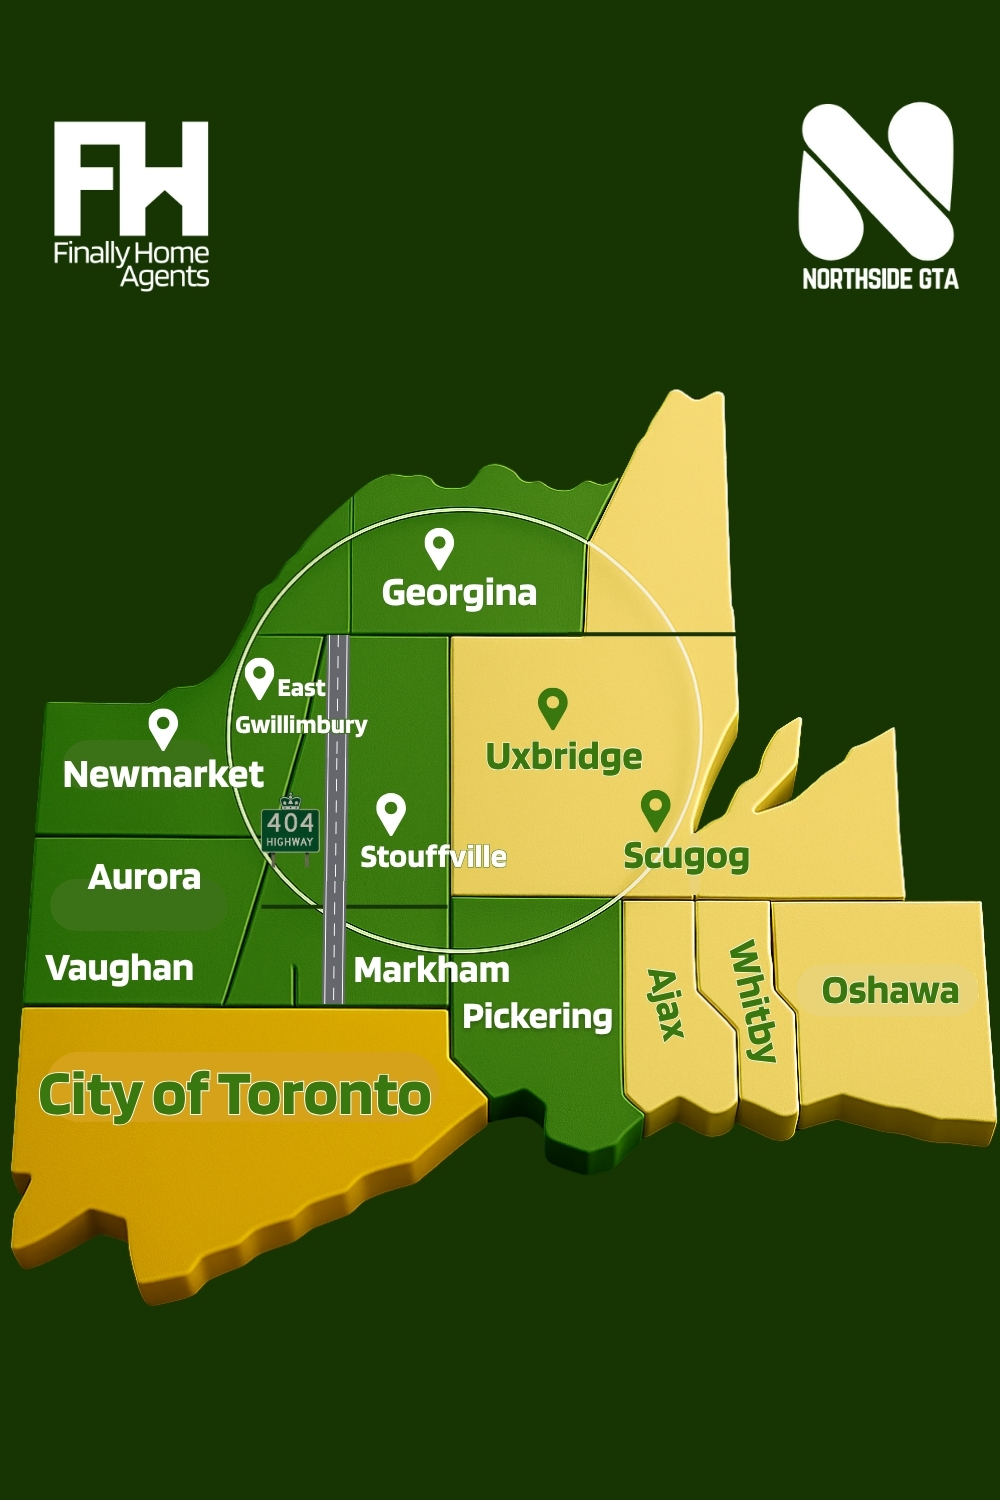 FH
Finally Home
Agents
N
NORTHSIDE GTA
Georgina
East
Gwillimbury
Newmarket
Uxbridge
404
HIGHWAY
Stouffville
Scugog
Aurora
Vaughan
Markham
Pickering
Ajax
Whitby
Oshawa
City of Toronto